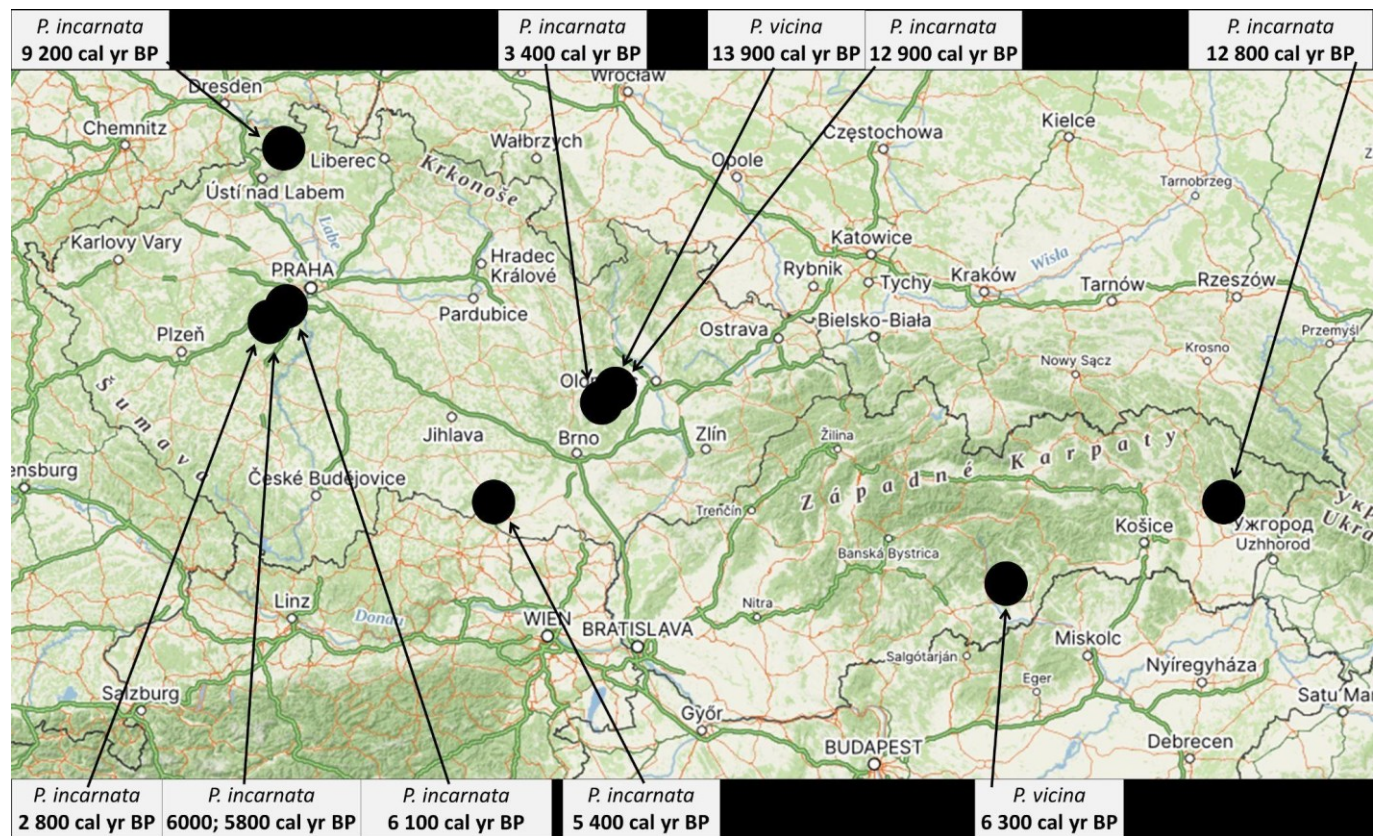 P. incarnata
9 200 cal yr BP
P. incarnata
3 400 cal yr BP
P. vicina
13 900 cal yr BP
P. incarnata
12 900 cal yr BP
P. incarnata
12 800 cal yr BP
Dresden
Wrocław
Chemnitz
Liberec
Wałbrzych
Krkonoše
Opole
Częstochowa
Kielce
Ústí nad Labem
Tarnobrzeg
Labe
Karlovy Vary
PRAHA
Hradec
Králové
Pardubice
Katowice
Rybnik
Tychy
Kraków
Wisła
Tarnów
Rzeszów
Plzeň
Ostrava
Bielsko-Biała
Przemyśl
Nowy Sącz
Krosno
Šumava
Jihlava
Brno
Zlín
Žilina
Západné Karpaty
ensburg
České Budějovice
Trenčín
Košice
Ужгород
Uzhhorod
Укр
Ukra
Banská Bystrica
Linz
Donau
WIEN
BRATISLAVA
Nitra
Salgótarján
Miskolc
Eger
Nyíregyháza
Salzburg
Győr
Satu Mar
BUDAPEST
Debrecen
P. incarnata
2 800 cal yr BP
P. incarnata
6000; 5800 cal yr BP
P. incarnata
6 100 cal yr BP
P. incarnata
5 400 cal yr BP
P. vicina
6 300 cal yr BP